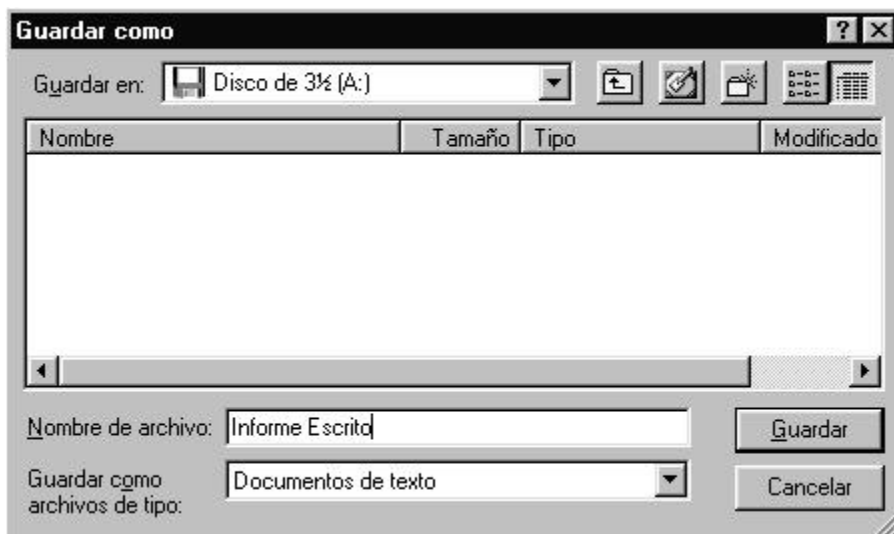 Guardar como
Guardar en: Disco de 3½ (A:)
Nombre Tamaño Tipo Modificado
Nombre de archivo: Informe Escrito Guardar
Guardar como archivos de tipo: Documentos de texto Cancelar